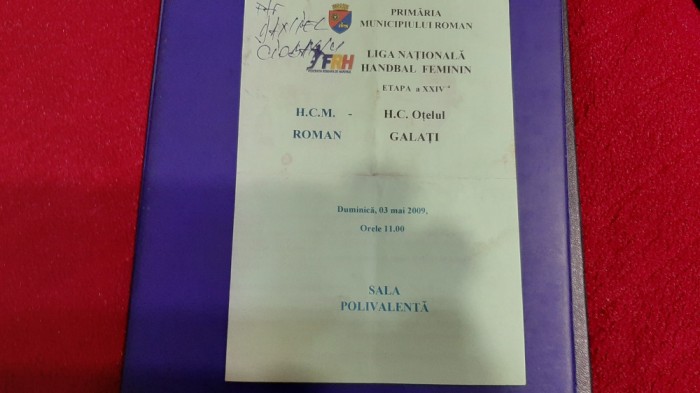 PRIMĂRIA
MUNICIPIULUI ROMAN
FRH
LIGA NAȚIONALĂ
HANDBAL FEMININ
„ ETAPA a XXIV ”
H.C.M. - H.C. Oțelul
ROMAN GALAȚI
Duminică, 03 mai 2009,
Orele 11.00
SALA
POLIVALENTĂ